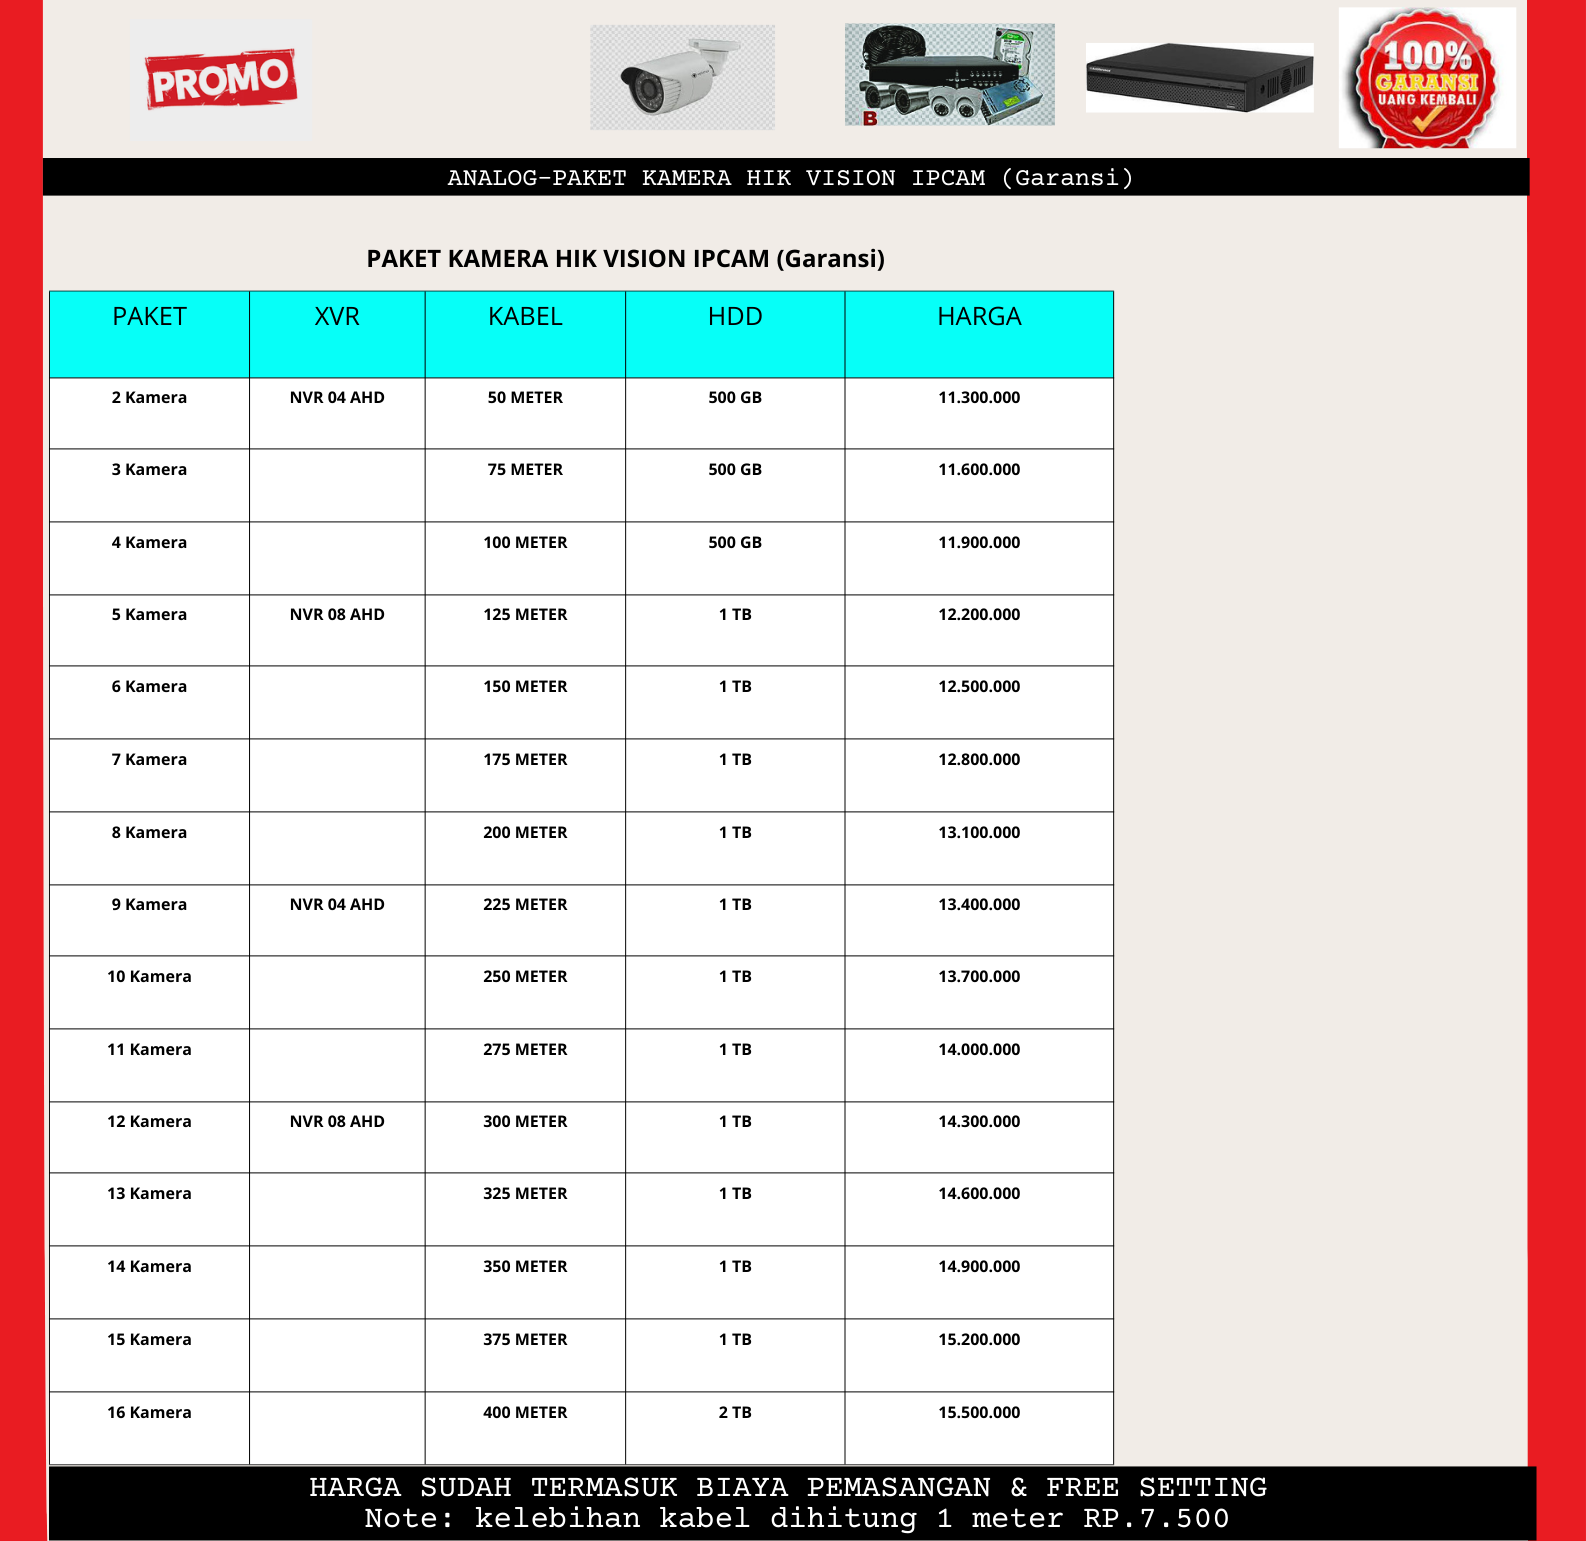 PROMO
B
100%
GARANSI
UANG KEMBALI
ANALOG-PAKET KAMERA HIK VISION IPCAM (Garansi)
PAKET KAMERA HIK VISION IPCAM (Garansi)
PAKET XVR KABEL HDD HARGA
2 Kamera NVR 04 AHD 50 METER 500 GB 11.300.000
3 Kamera 75 METER 500 GB 11.600.000
4 Kamera 100 METER 500 GB 11.900.000
5 Kamera NVR 08 AHD 125 METER 1 TB 12.200.000
6 Kamera 150 METER 1 TB 12.500.000
7 Kamera 175 METER 1 TB 12.800.000
8 Kamera 200 METER 1 TB 13.100.000
9 Kamera NVR 04 AHD 225 METER 1 TB 13.400.000
10 Kamera 250 METER 1 TB 13.700.000
11 Kamera 275 METER 1 TB 14.000.000
12 Kamera NVR 08 AHD 300 METER 1 TB 14.300.000
13 Kamera 325 METER 1 TB 14.600.000
14 Kamera 350 METER 1 TB 14.900.000
15 Kamera 375 METER 1 TB 15.200.000
16 Kamera 400 METER 2 TB 15.500.000
HARGA SUDAH TERMASUK BIAYA PEMASANGAN & FREE SETTING
Note: kelebihan kabel dihitung 1 meter RP.7.500